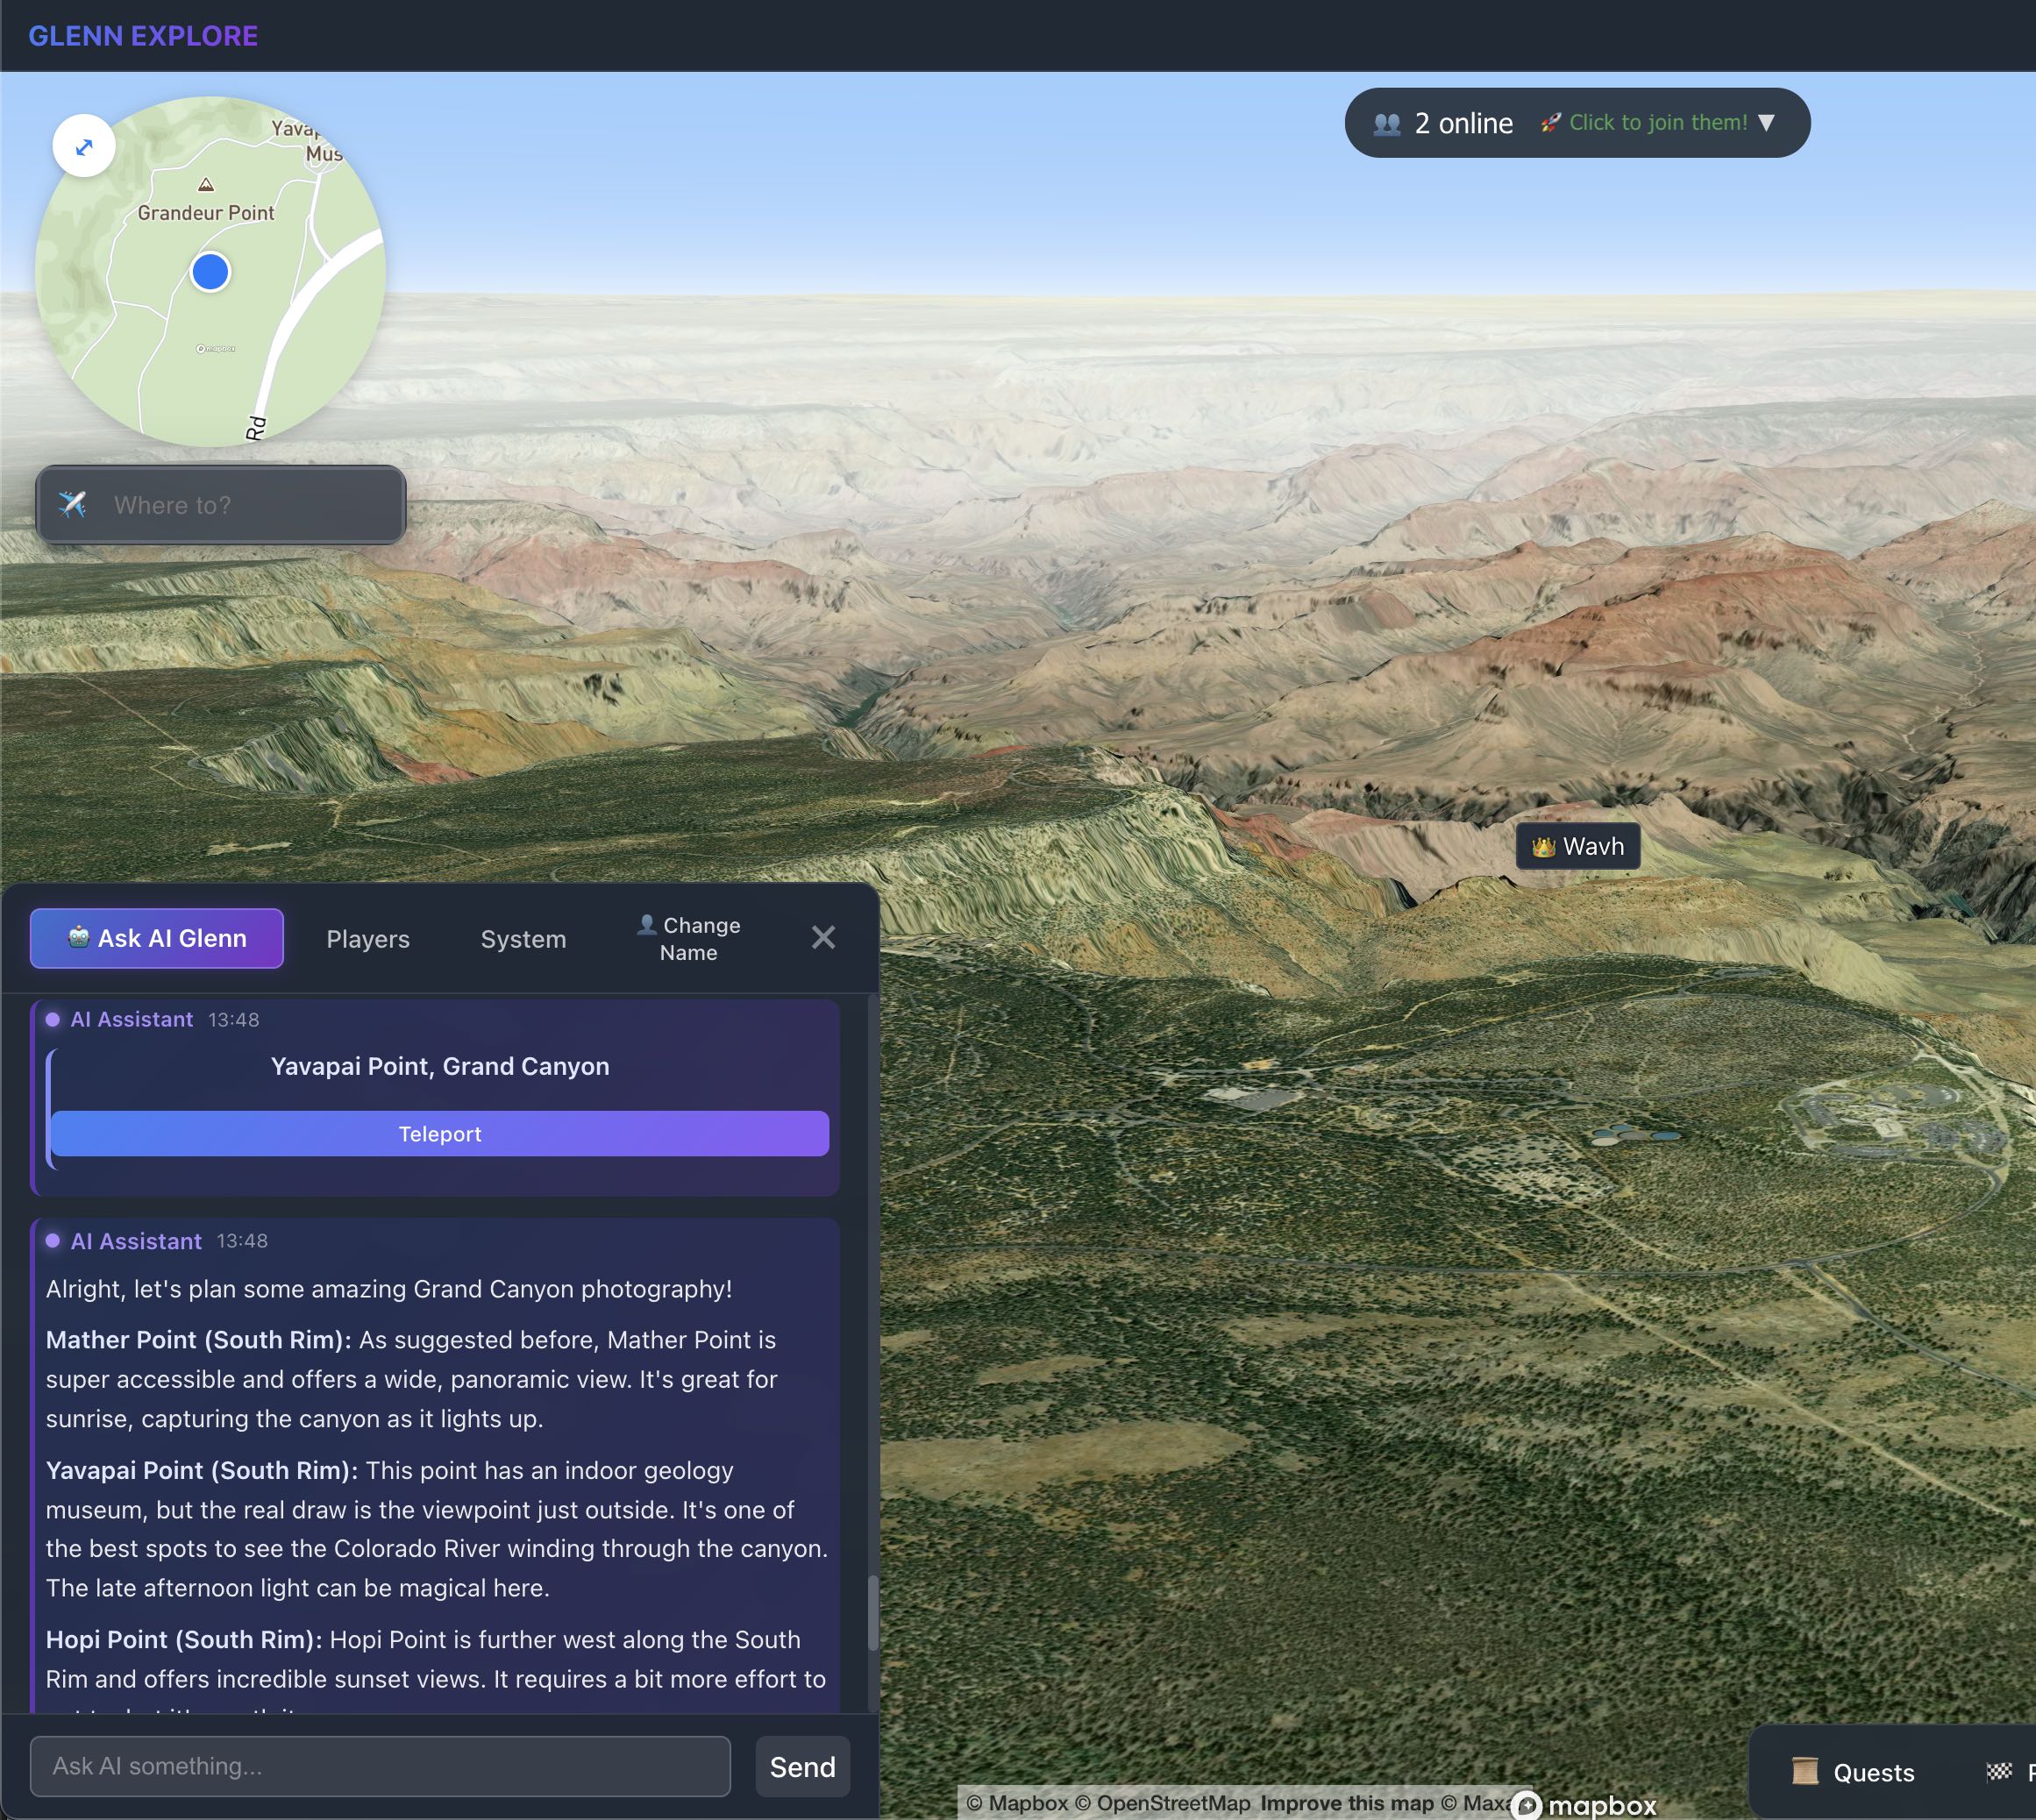 GLENN EXPLORE
2 online
Click to join them! ▼
Mus
Grandeur Point
mapbox
Rd
Where to?
Wavh
Ask AI Glenn
Players
System
Change
Name
AI Assistant 13:48
Yavapai Point, Grand Canyon
Teleport
AI Assistant 13:48
Alright, let's plan some amazing Grand Canyon photography!
Mather Point (South Rim): As suggested before, Mather Point is
super accessible and offers a wide, panoramic view. It's great for
sunrise, capturing the canyon as it lights up.
Yavapai Point (South Rim): This point has an indoor geology
museum, but the real draw is the viewpoint just outside. It's one of
the best spots to see the Colorado River winding through the canyon.
The late afternoon light can be magical here.
Hopi Point (South Rim): Hopi Point is further west along the South
Rim and offers incredible sunset views. It requires a bit more effort to
Ask AI something...
Send
Quests
© Mapbox © OpenStreetMap Improve this map © Maxa
mapbox